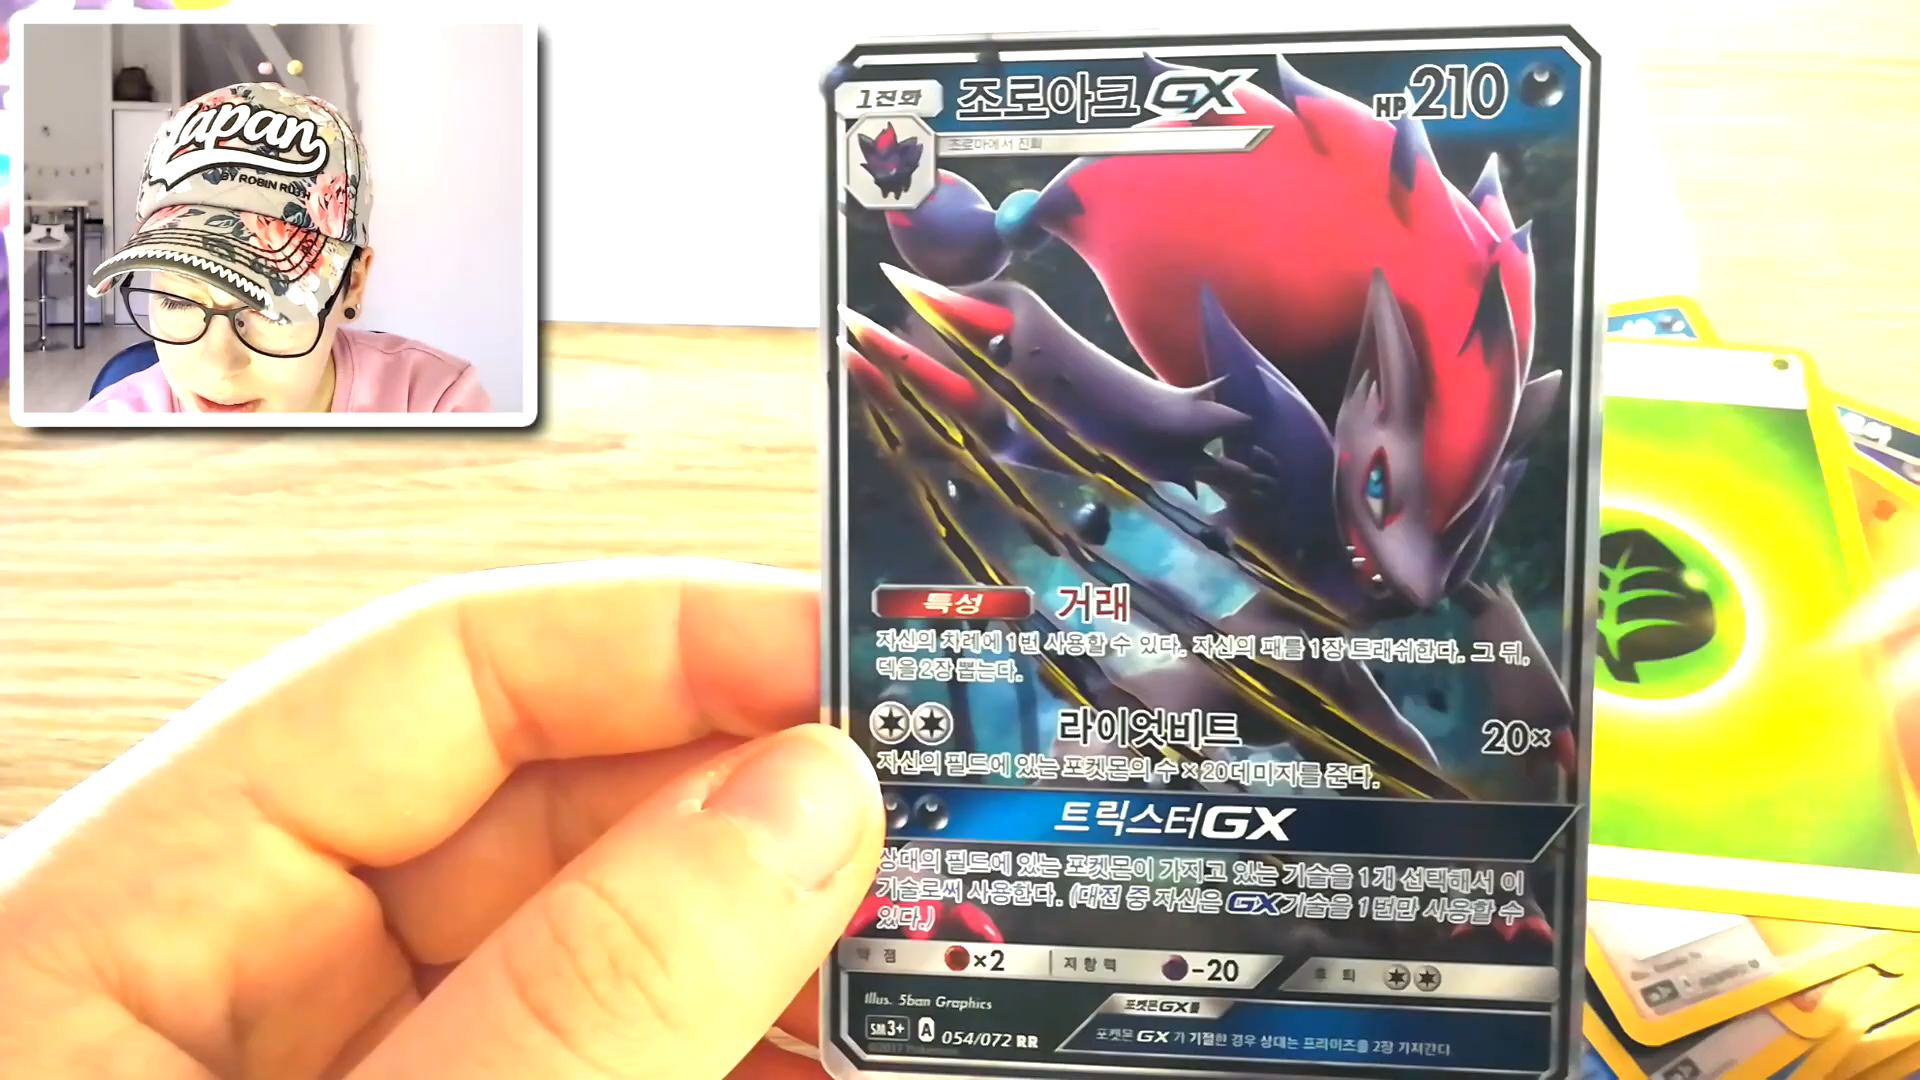 Japan
BY ROBIN RUTH
1진화
조로아크GX
HP210
조로아에서 진화
특성
거래
자신의 차례에 1번 사용할 수 있다. 자신의 패를 1장 트래쉬한다. 그 뒤,
덱을 2장 뽑는다.
라이엇비트
20×
자신의 필드에 있는 포켓몬의 수×20데미지를 준다.
트릭스터GX
상대의 필드에 있는 포켓몬이 가지고 있는 기술을 1개 선택해서 이
기술로써 사용한다. (대전 중 자신은 GX기술을 1번만 사용할 수
있다.)
약점
×2
저항력
-20
후퇴
Illus. 5ban Graphics
SM3+
A
054/072 RR
포켓몬GX룰
포켓몬GX가 기절한 경우 상대는 프라이즈를 2장 가져간다.